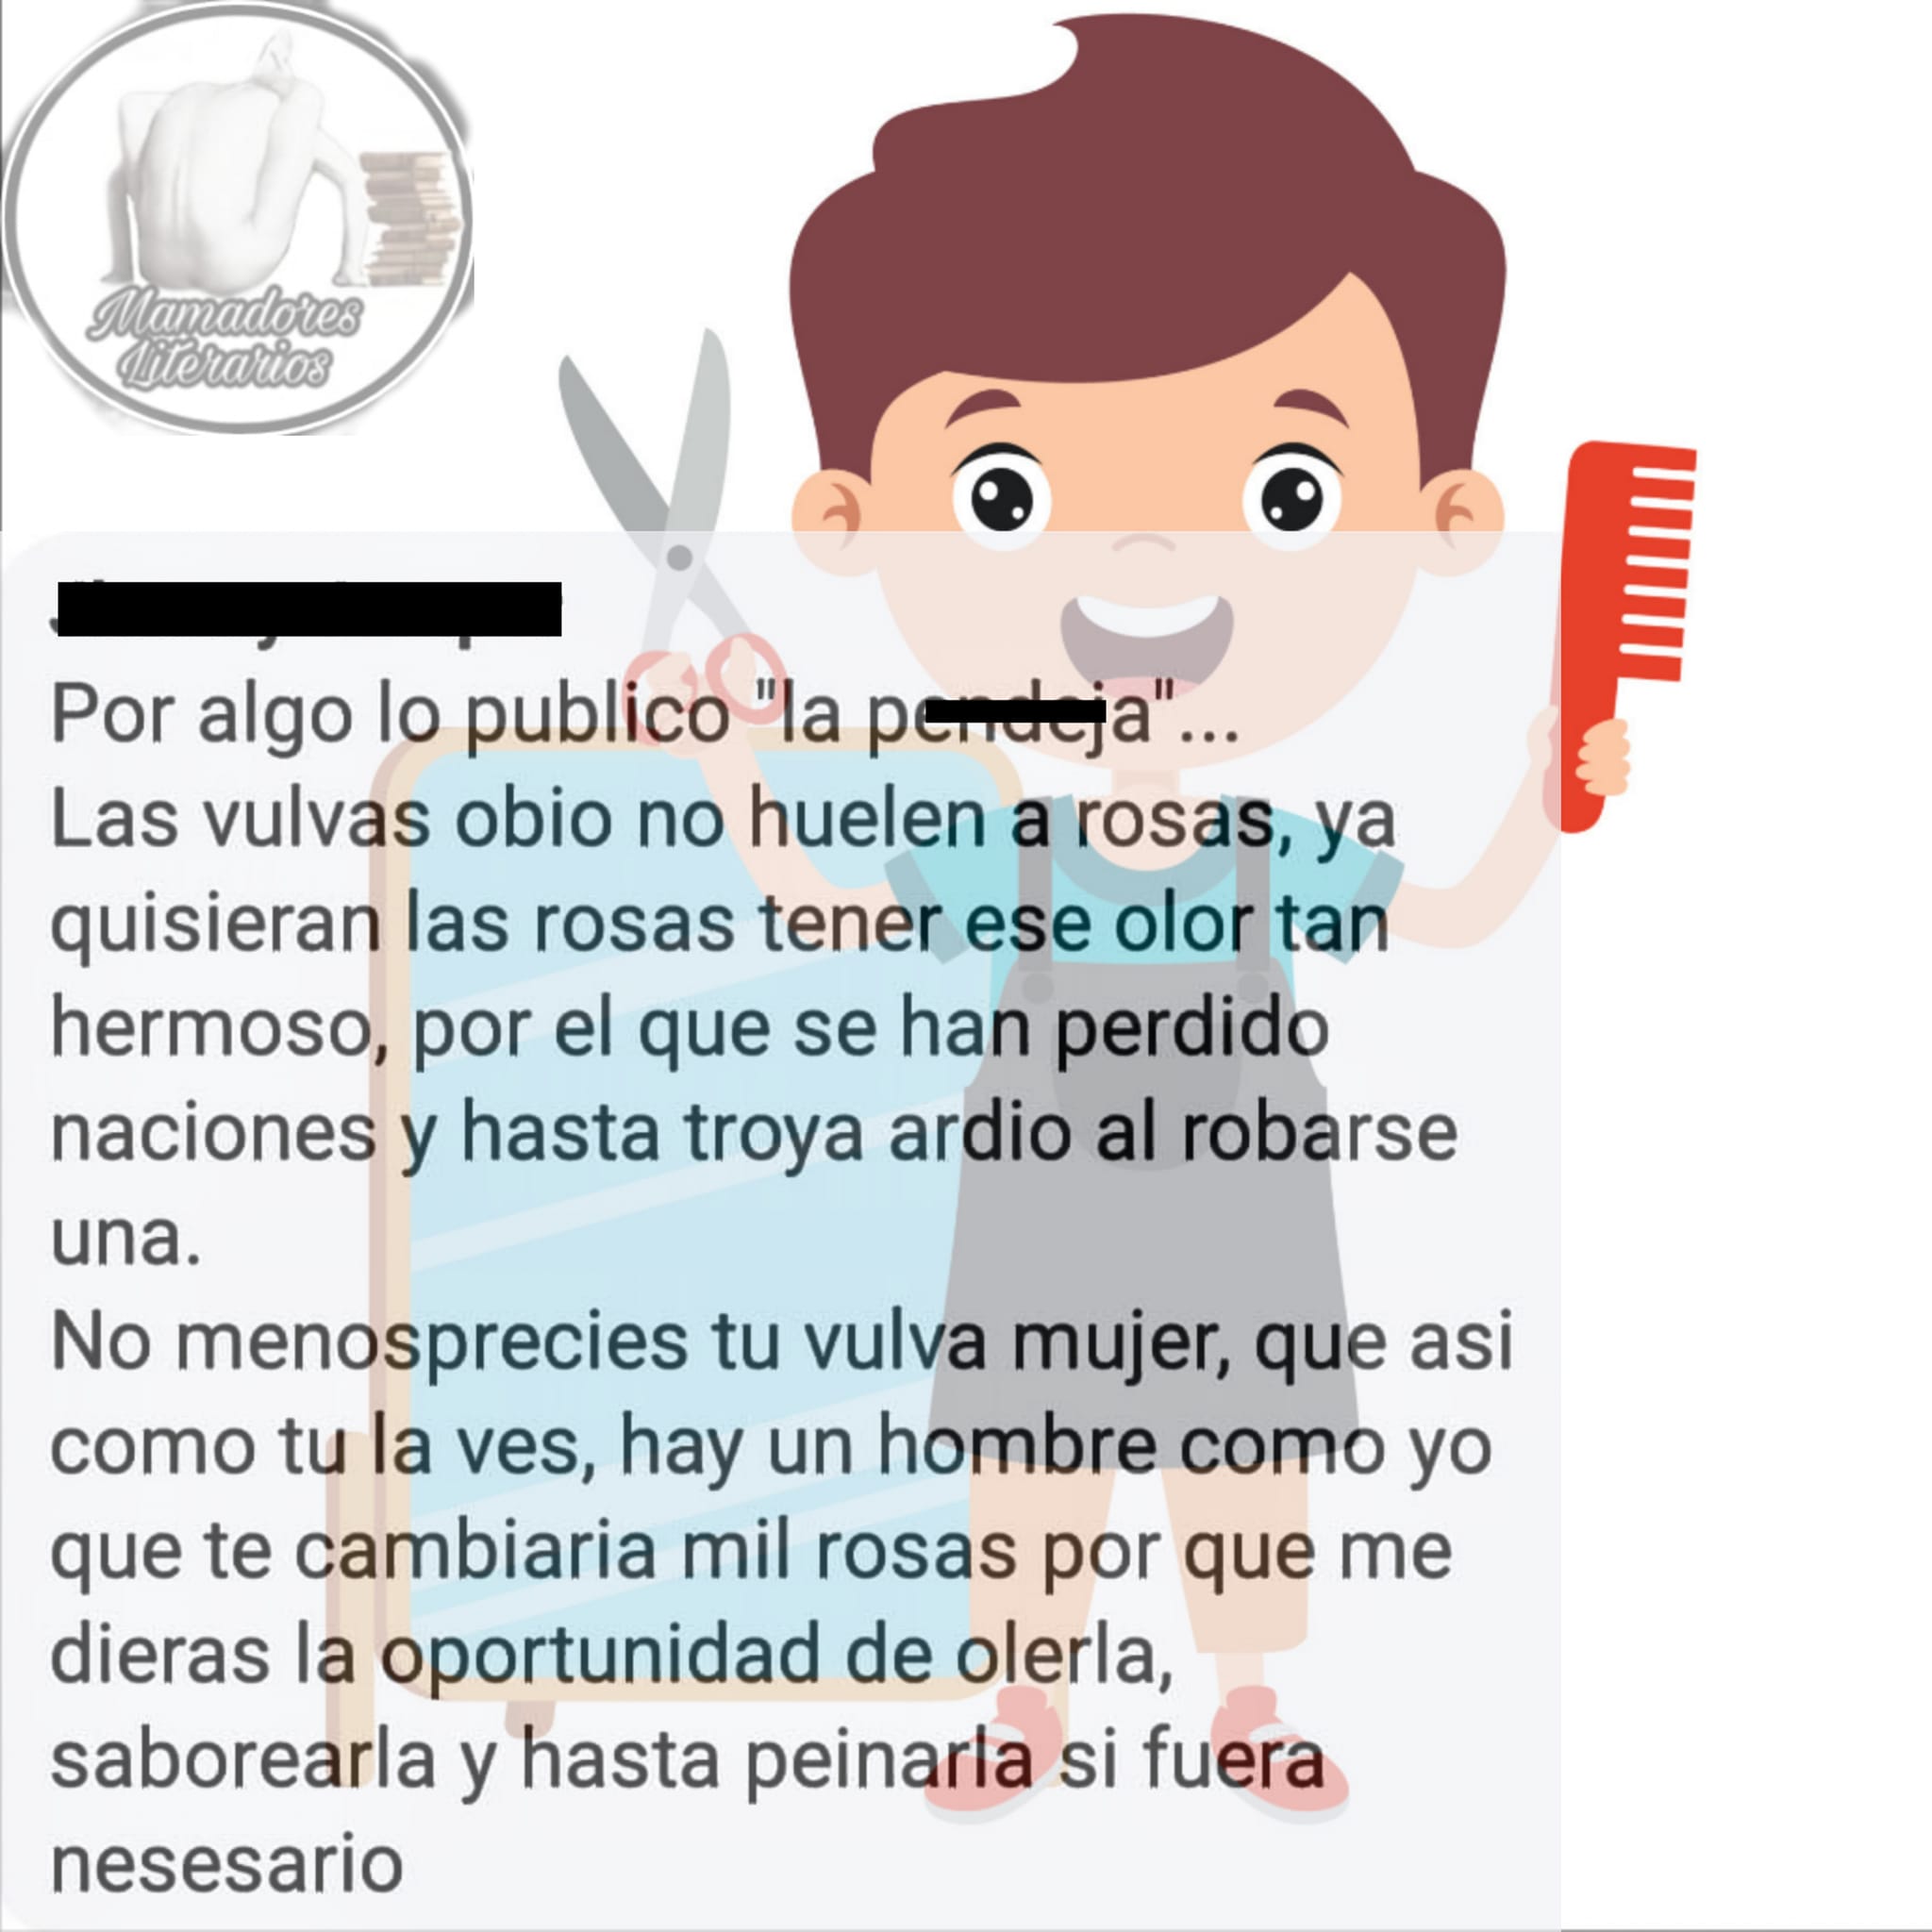 Mamadores
Literarios
Por algo lo publico "la pendeja"...
Las vulvas obio no huelen a rosas, ya
quisieran las rosas tener ese olor tan
hermoso, por el que se han perdido
naciones y hasta troya ardio al robarse
una.
No menosprecies tu vulva mujer, que asi
como tu la ves, hay un hombre como yo
que te cambiaria mil rosas por que me
dieras la oportunidad de olerla,
saborearla y hasta peinarla si fuera
nesesario